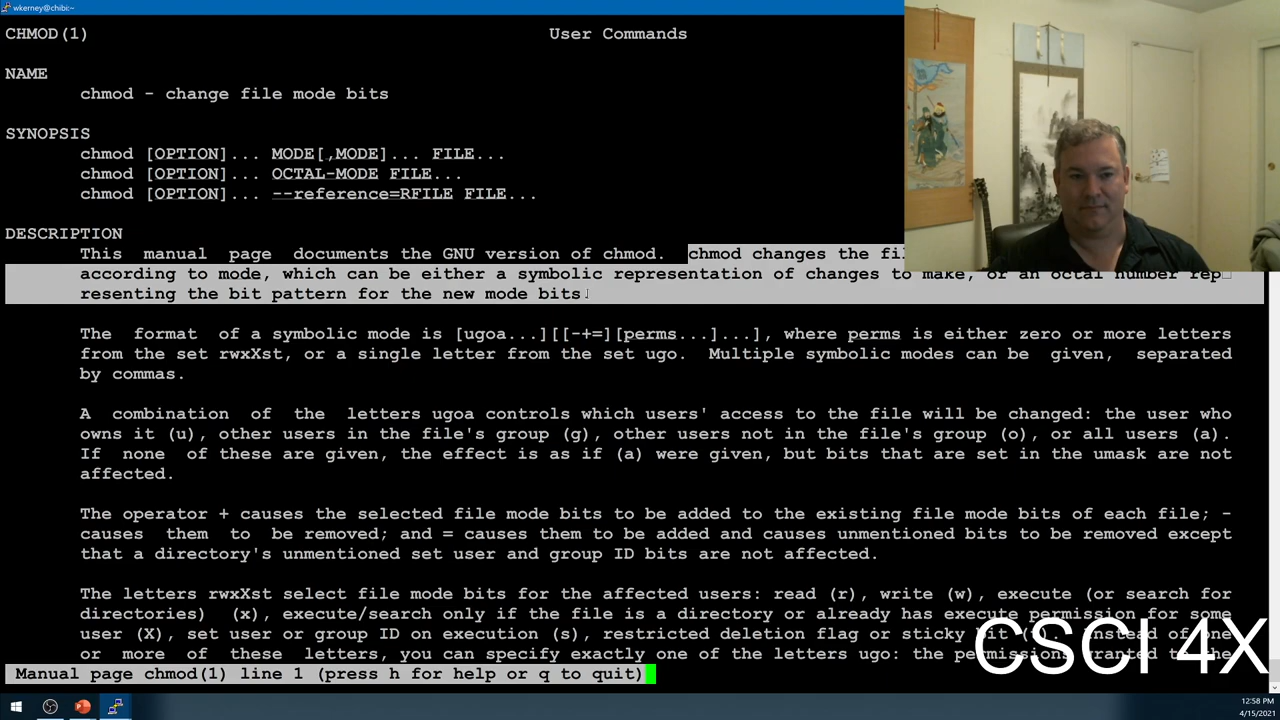 wkerney@chibi:~
CHMOD(1) User Commands
NAME
chmod - change file mode bits
SYNOPSIS
chmod [OPTION]... MODE[,MODE]... FILE...
chmod [OPTION]... OCTAL-MODE FILE...
chmod [OPTION]... --reference=RFILE FILE...
DESCRIPTION
This manual page documents the GNU version of chmod. chmod changes the
according to mode, which can be either a symbolic representation of changes to make, or an octal number rep
resenting the bit pattern for the new mode bits
The format of a symbolic mode is [ugoa...][[-+=][perms...]...], where perms is either zero or more letters
from the set rwxXst, or a single letter from the set ugo. Multiple symbolic modes can be given, separated
by commas.
A combination of the letters ugoa controls which users' access to the file will be changed: the user who
owns it (u), other users in the file's group (g), other users not in the file's group (o), or all users (a).
If none of these are given, the effect is as if (a) were given, but bits that are set in the umask are not
affected.
The operator + causes the selected file mode bits to be added to the existing file mode bits of each file; -
causes them to be removed; and = causes them to be added and causes unmentioned bits to be removed except
that a directory's unmentioned set user and group ID bits are not affected.
The letters rwxXst select file mode bits for the affected users: read (r), write (w), execute (or search for
directories) (x), execute/search only if the file is a directory or already has execute permission for some
user (X), set user or group ID on execution (s), restricted deletion flag or sticky bit (t). Instead of one
or more of these letters, you can specify exactly one of the letters ugo: the permissions granted to the
CSCI 4X
Manual page chmod(1) line 1 (press h for help or q to quit)
12:58 PM
4/15/2021